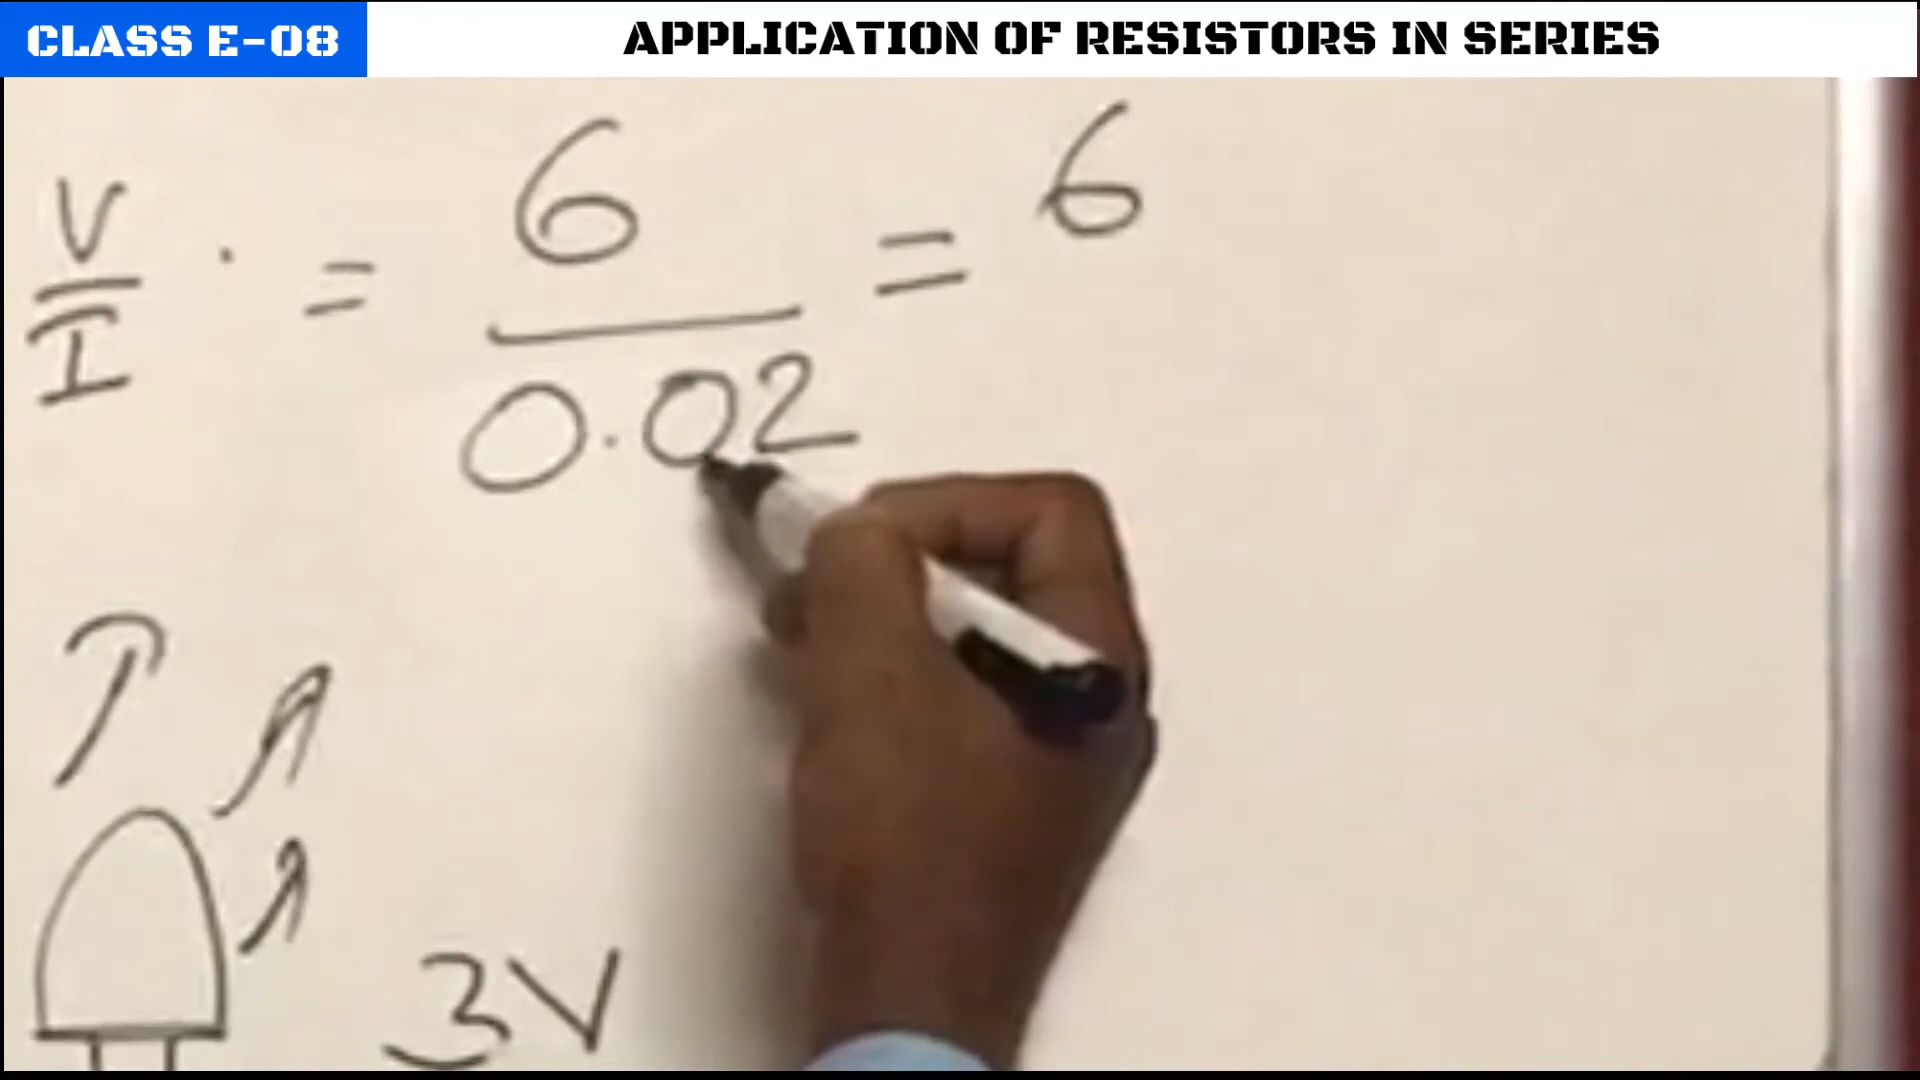 CLASS E-08
APPLICATION OF RESISTORS IN SERIES
V/I = 6/0.02 = 6
3V